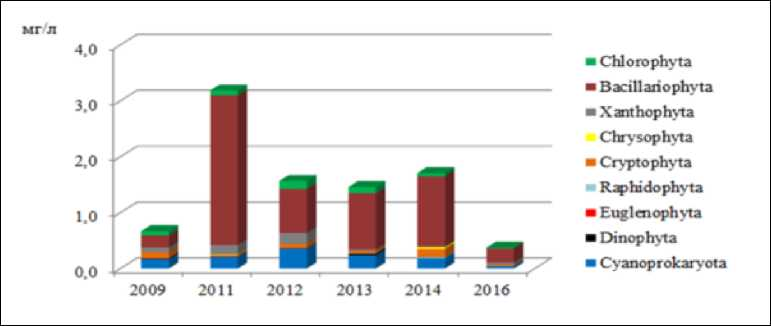 мг/л
4,0
3,0
2,0
1,0
0,0
2009 2011 2012 2013 2014 2016
Chlorophyta
Bacillariophyta
Xanthophyta
Chrysophyta
Cryptophyta
Raphidophyta
Euglenophyta
Dinophyta
Cyanoprokaryota